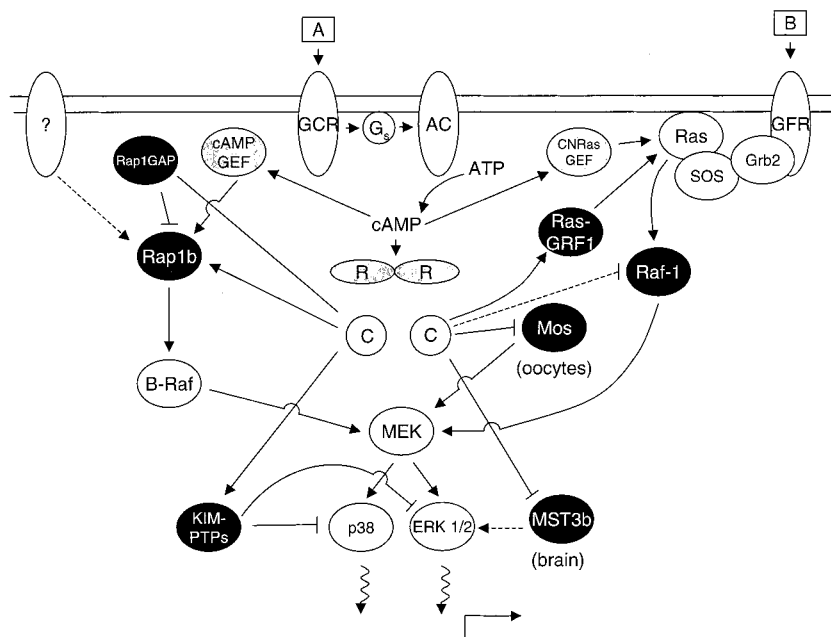 A
B
?
GCR
Gs
AC
GFR
Rap1GAP
cAMP
GEF
CNRas
GEF
Ras
Grb2
SOS
ATP
cAMP
Ras-
GRF1
Rap1b
R
R
Raf-1
C
C
Mos
(oocytes)
B-Raf
MEK
KIM-
PTPs
p38
ERK 1/2
MST3b
(brain)